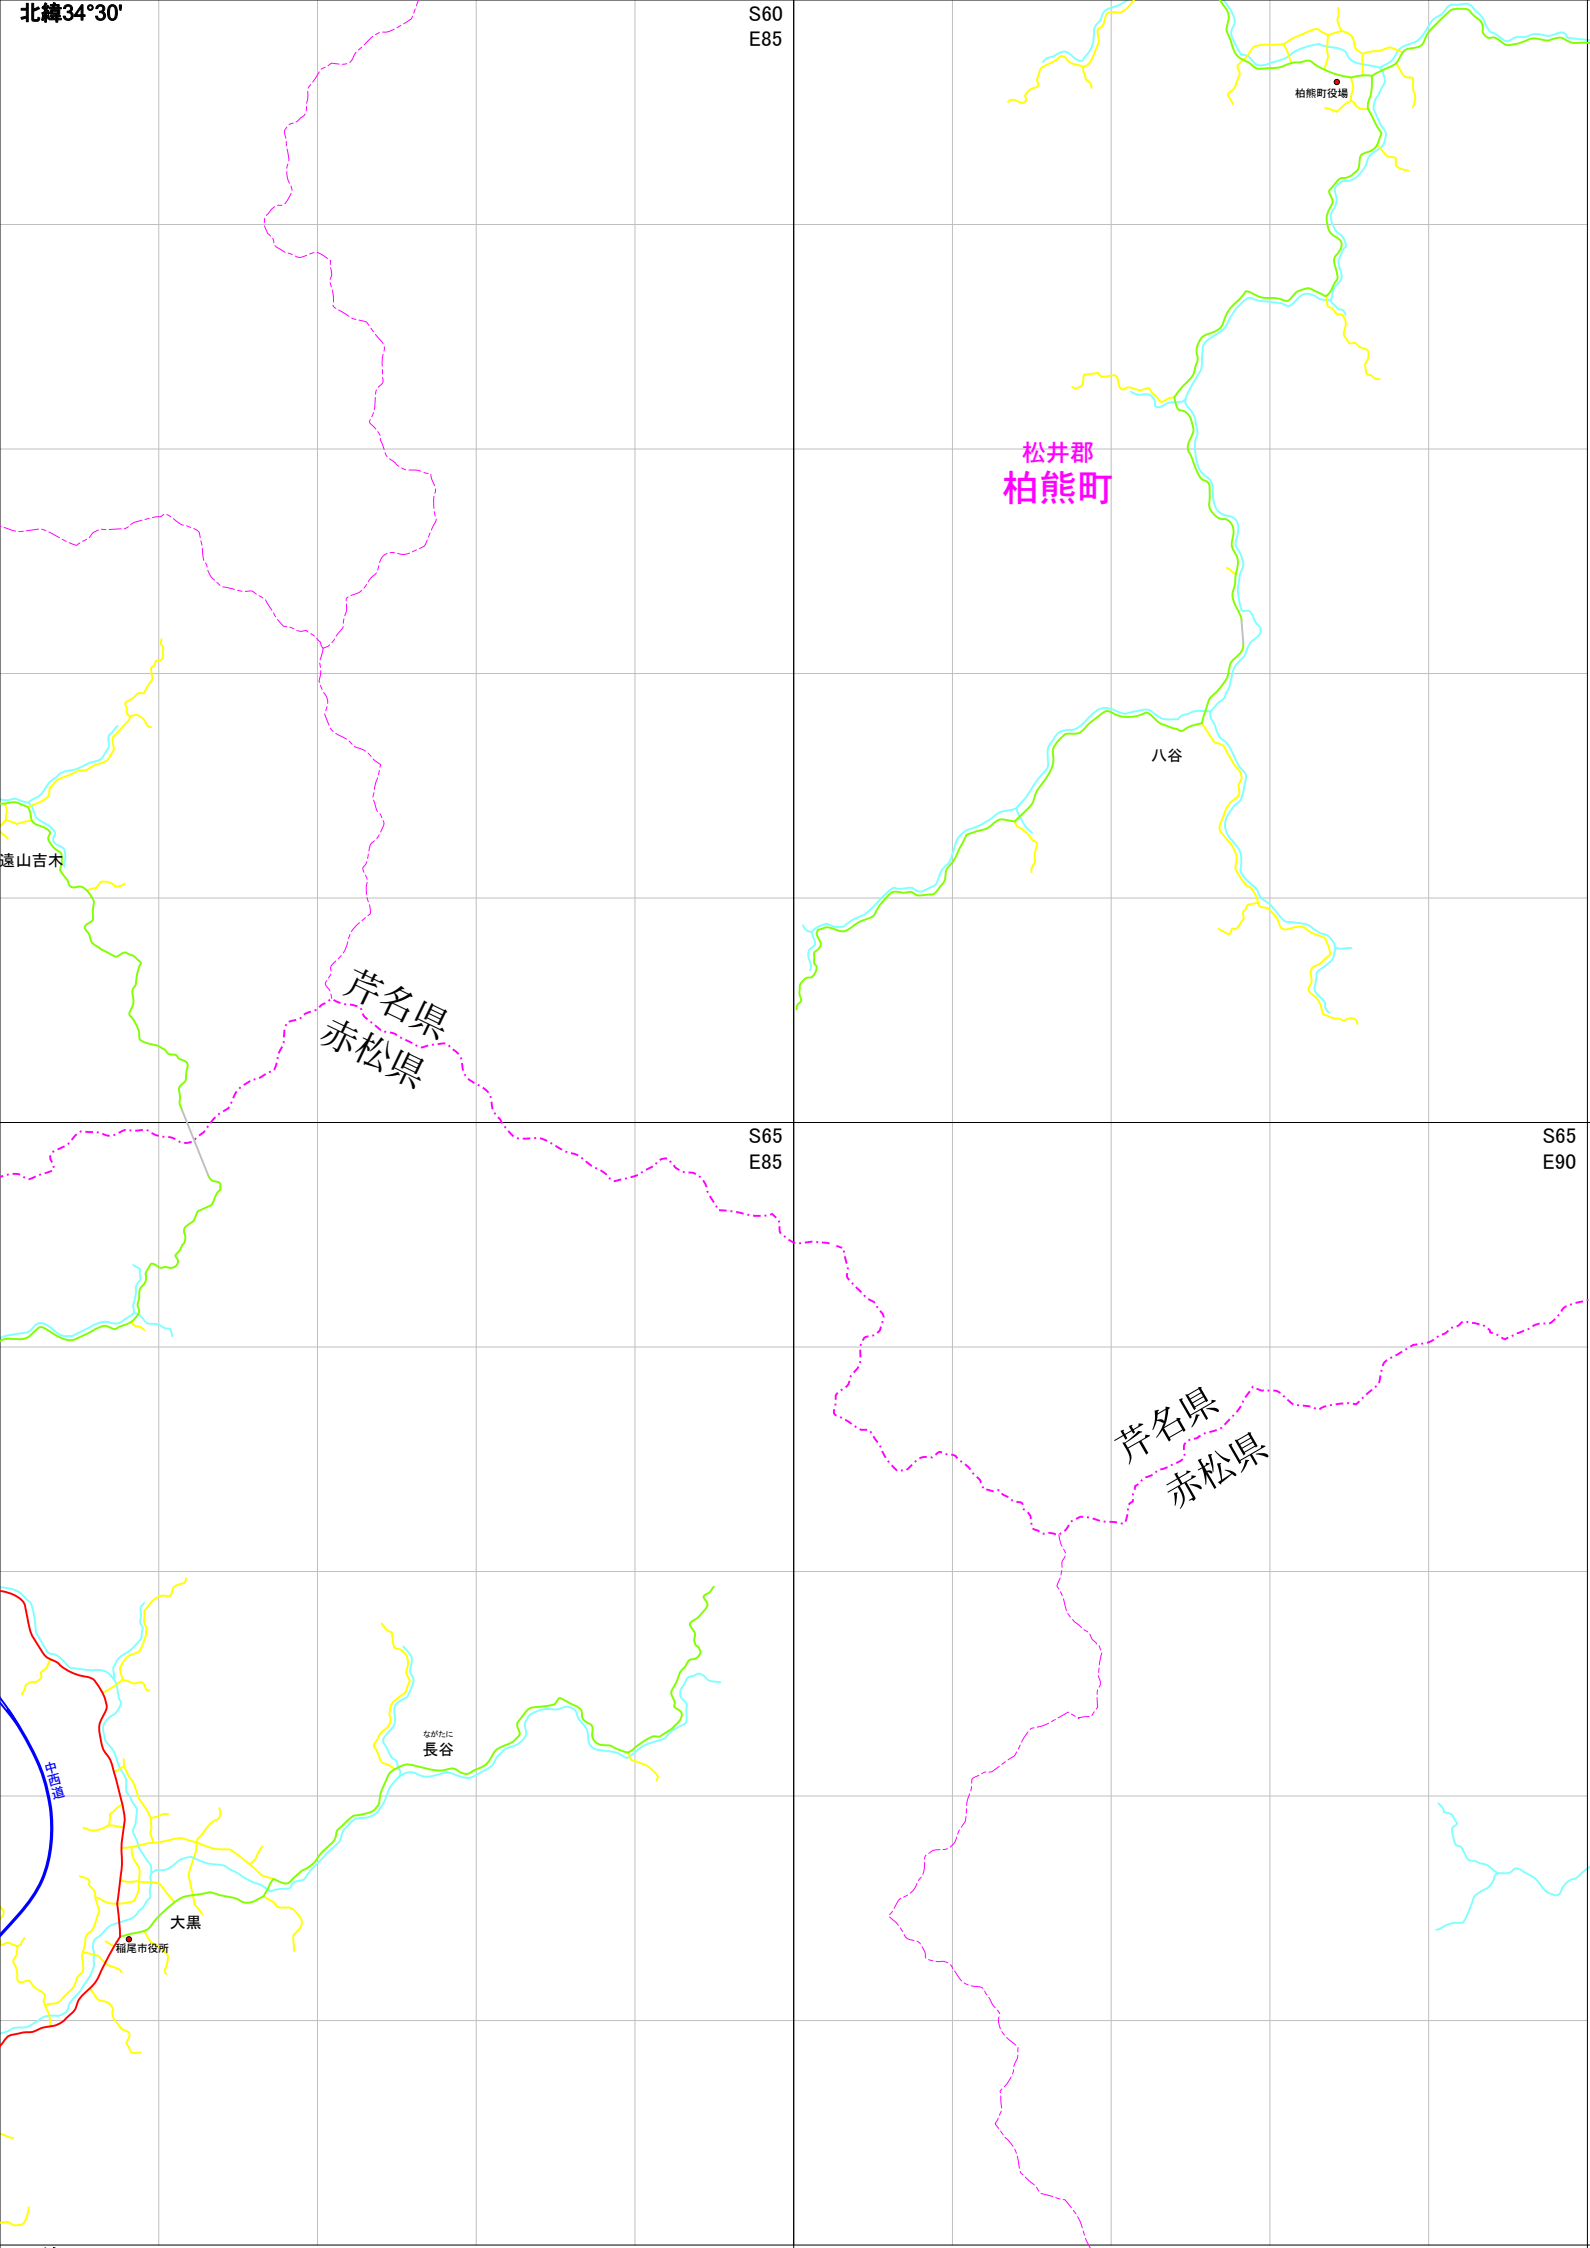 北緯34°30'
S60
E85
柏熊町役場
松井郡
柏熊町
八谷
遠山吉木
芹名県
赤松県
S65
E85
S65
E90
芹名県
赤松県
中西道
ながたに
長谷
大黒
稲尾市役所